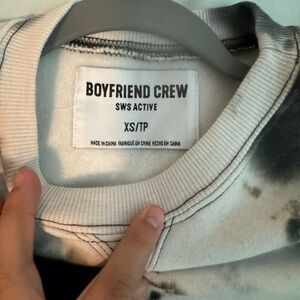 BOYFRIEND CREW
SWS ACTIVE
XS/TP
MADE IN CHINA FABRIQUÉ EN CHINE HECHO EN CHINA